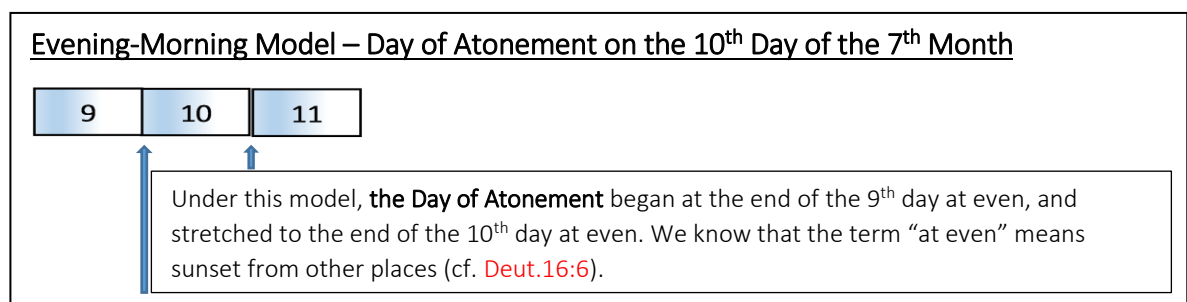 Evening-Morning Model – Day of Atonement on the 10th Day of the 7th Month
9 10 11
Under this model, the Day of Atonement began at the end of the 9th day at even, and
stretched to the end of the 10th day at even. We know that the term “at even” means
sunset from other places (cf. Deut.16:6).